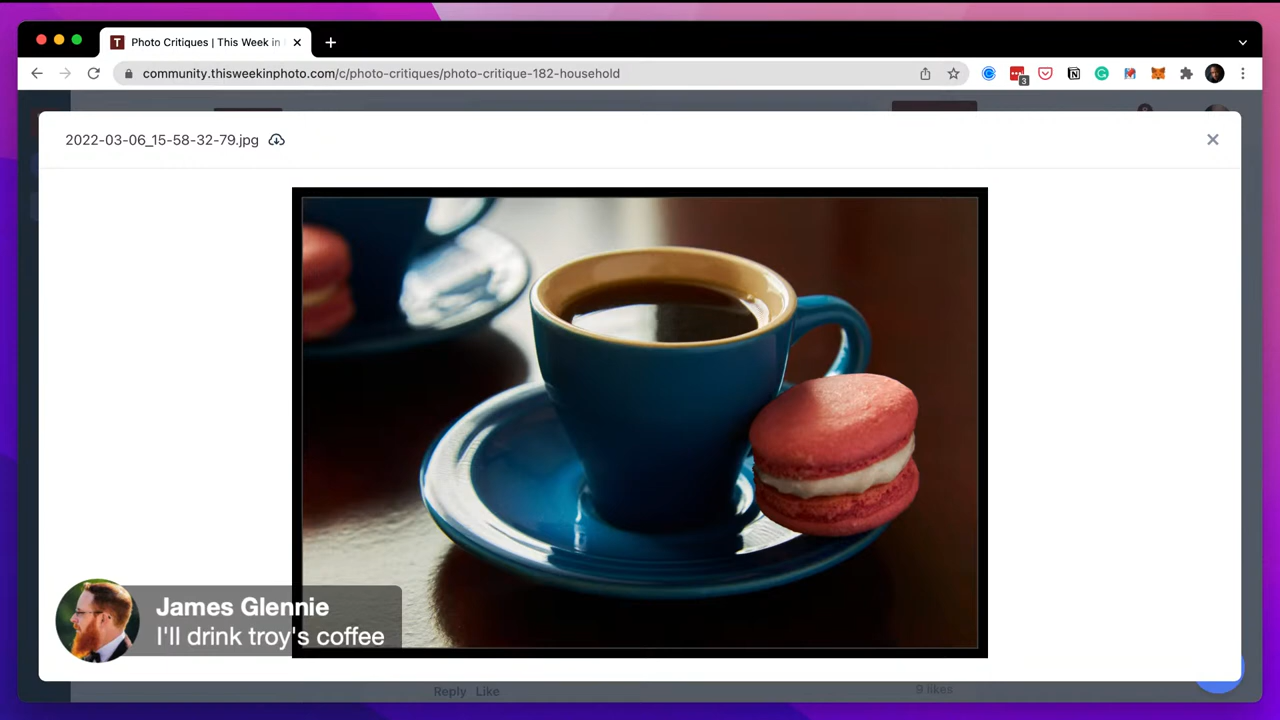 Photo Critiques | This Week in
community.thisweekinphoto.com/c/photo-critiques/photo-critique-182-household
3
2022-03-06_15-58-32-79.jpg
James Glennie
I'll drink troy's coffee
Reply Like
9 likes